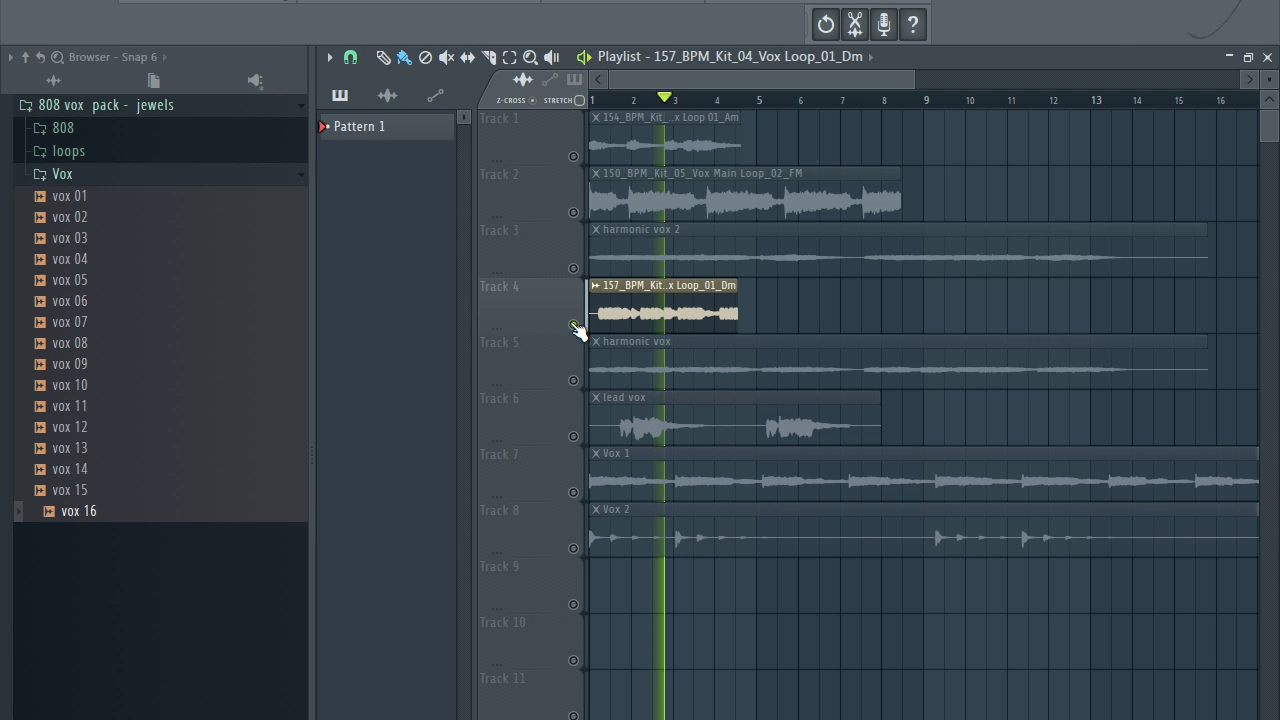 ?
Browser - Snap 6
Playlist - 157_BPM_Kit_04_Vox Loop_01_Dm
808 vox pack - jewels
808
loops
Vox
vox 01
vox 02
vox 03
vox 04
vox 05
vox 06
vox 07
vox 08
vox 09
vox 10
vox 11
vox 12
vox 13
vox 14
vox 15
vox 16
Pattern 1
Z-CROSS
STRETCH
1 2 3 4 5 6 7 8 9 10 11 12 13 14 15 16
Track 1
154_BPM_Kit_..x Loop 01_Am
Track 2
150_BPM_Kit_05_Vox Main Loop_02_FM
Track 3
harmonic vox 2
Track 4
157_BPM_Kit..x Loop_01_Dm
Track 5
harmonic vox
Track 6
lead vox
Track 7
Vox 1
Track 8
Vox 2
Track 9
Track 10
Track 11